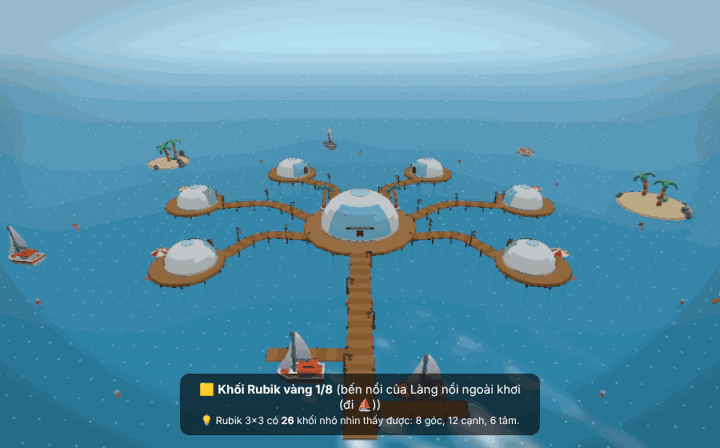 🟨 Khối Rubik vàng 1/8 (bến nổi của Làng nổi ngoài khơi
(đi ⛵))
💡 Rubik 3×3 có 26 khối nhỏ nhìn thấy được: 8 góc, 12 cạnh, 6 tâm.